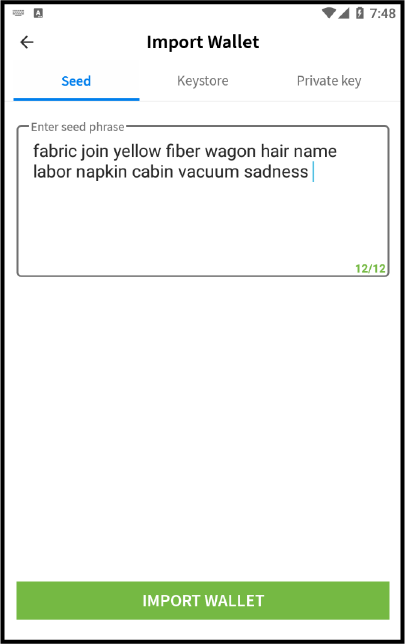 7:48
Import Wallet
Seed Keystore Private key
Enter seed phrase
fabric join yellow fiber wagon hair name
labor napkin cabin vacuum sadness
12/12
IMPORT WALLET